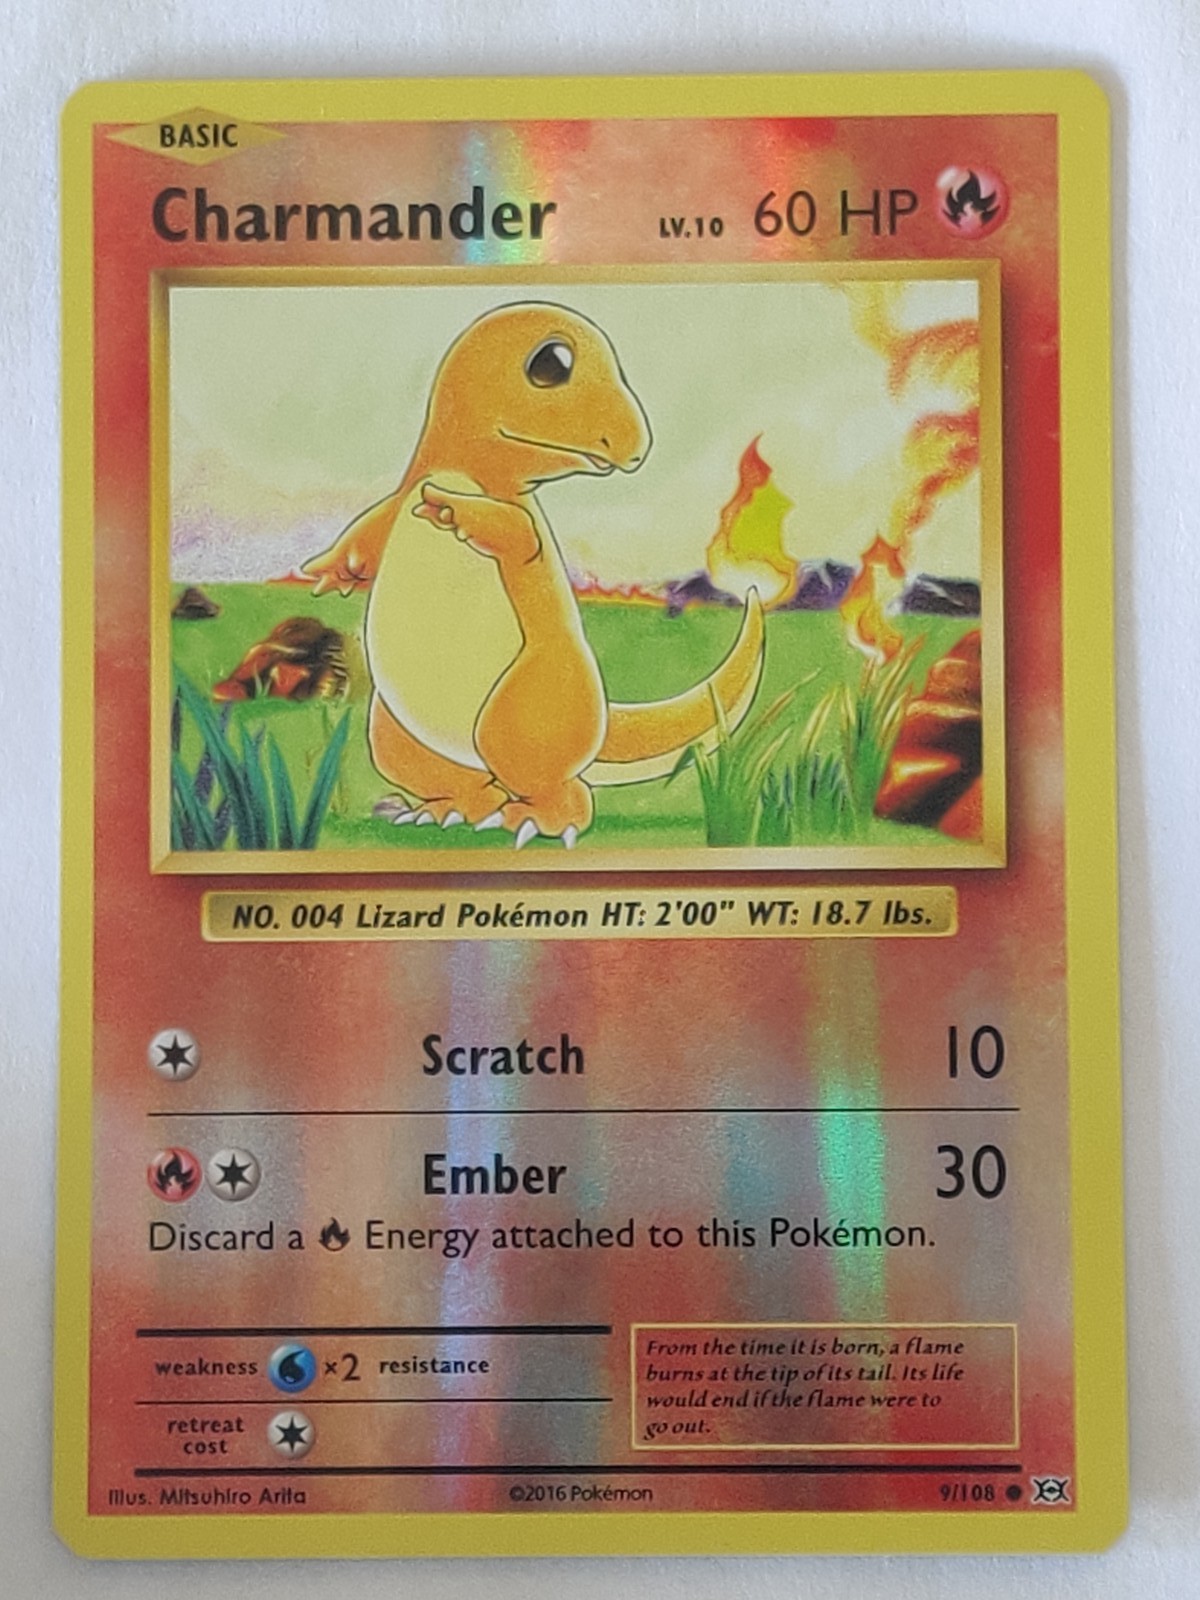 BASIC
Charmander LV.10 60 HP
NO. 004 Lizard Pokémon HT: 2'00" WT: 18.7 lbs.
Scratch 10
Ember 30
Discard a Energy attached to this Pokémon.
weakness ×2 resistance
retreat
cost
From the time it is born, a flame
burns at the tip of its tail. Its life
would end if the flame were to
go out.
Illus. Mitsuhiro Arita ©2016 Pokémon 9/108